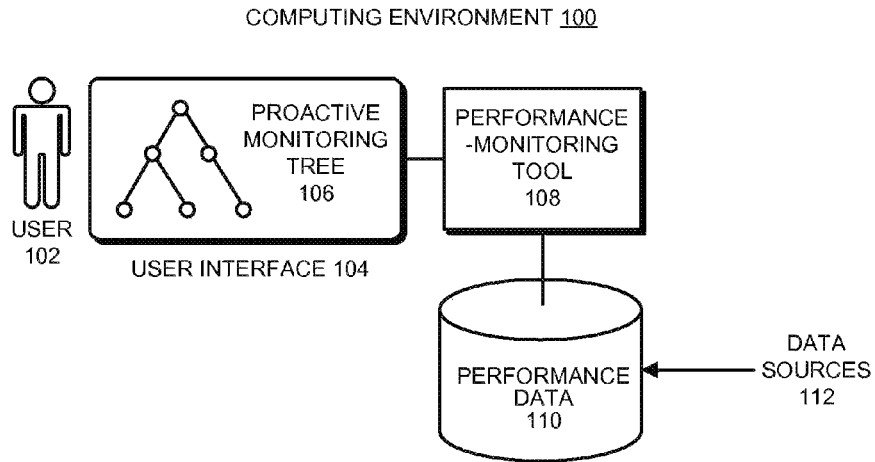 COMPUTING ENVIRONMENT 100
PROACTIVE
MONITORING
TREE
106
PERFORMANCE
-MONITORING
TOOL
108
USER
102
USER INTERFACE 104
PERFORMANCE
DATA
110
DATA
SOURCES
112